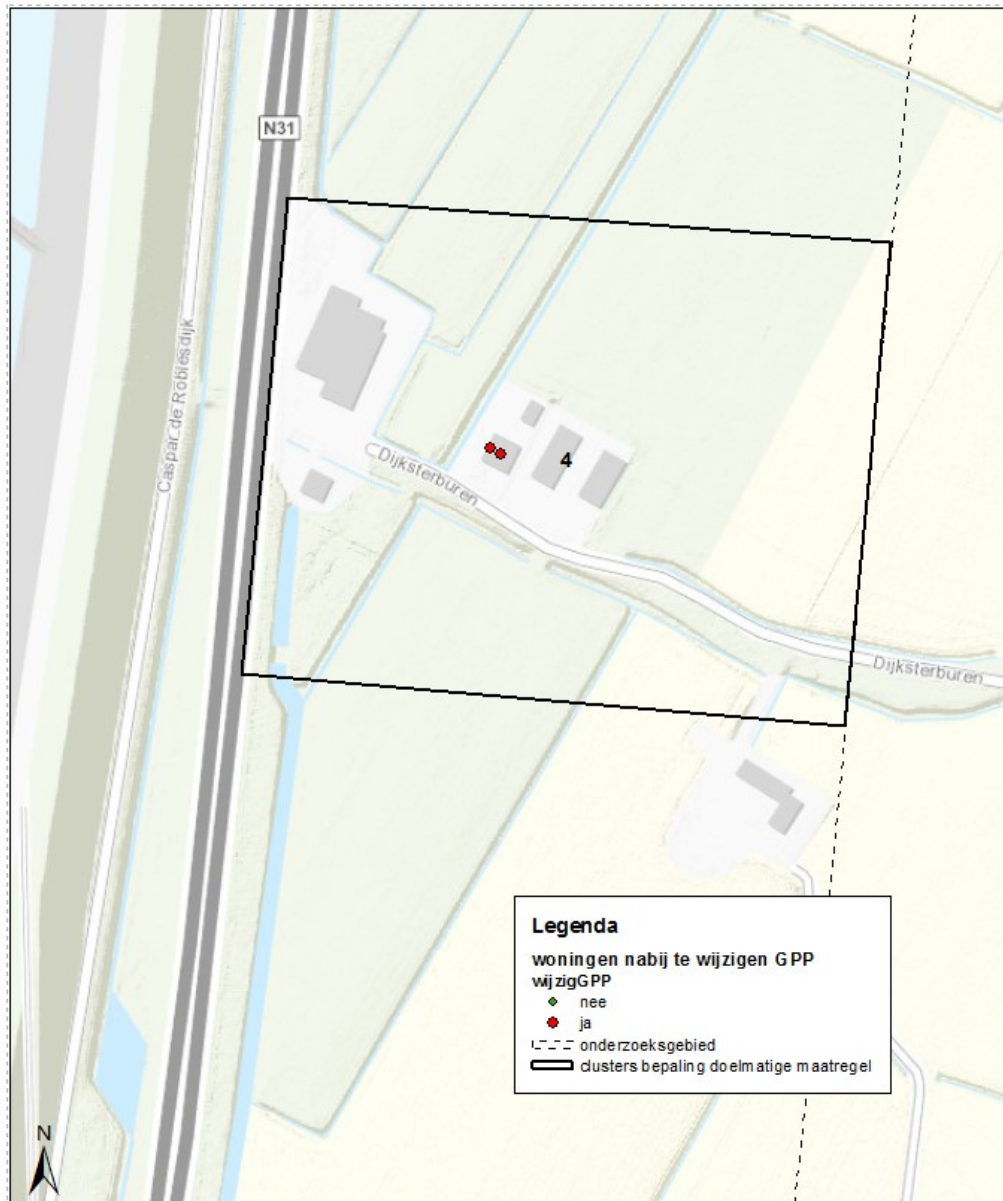 N31
Caspar de Roblesdijk
Dijksterburen
4
Dijksterburen
Legenda
woningen nabij te wijzigen GPP
wijzigGPP
nee
ja
onderzoeksgebied
clusters bepaling doelmatige maatregel
N